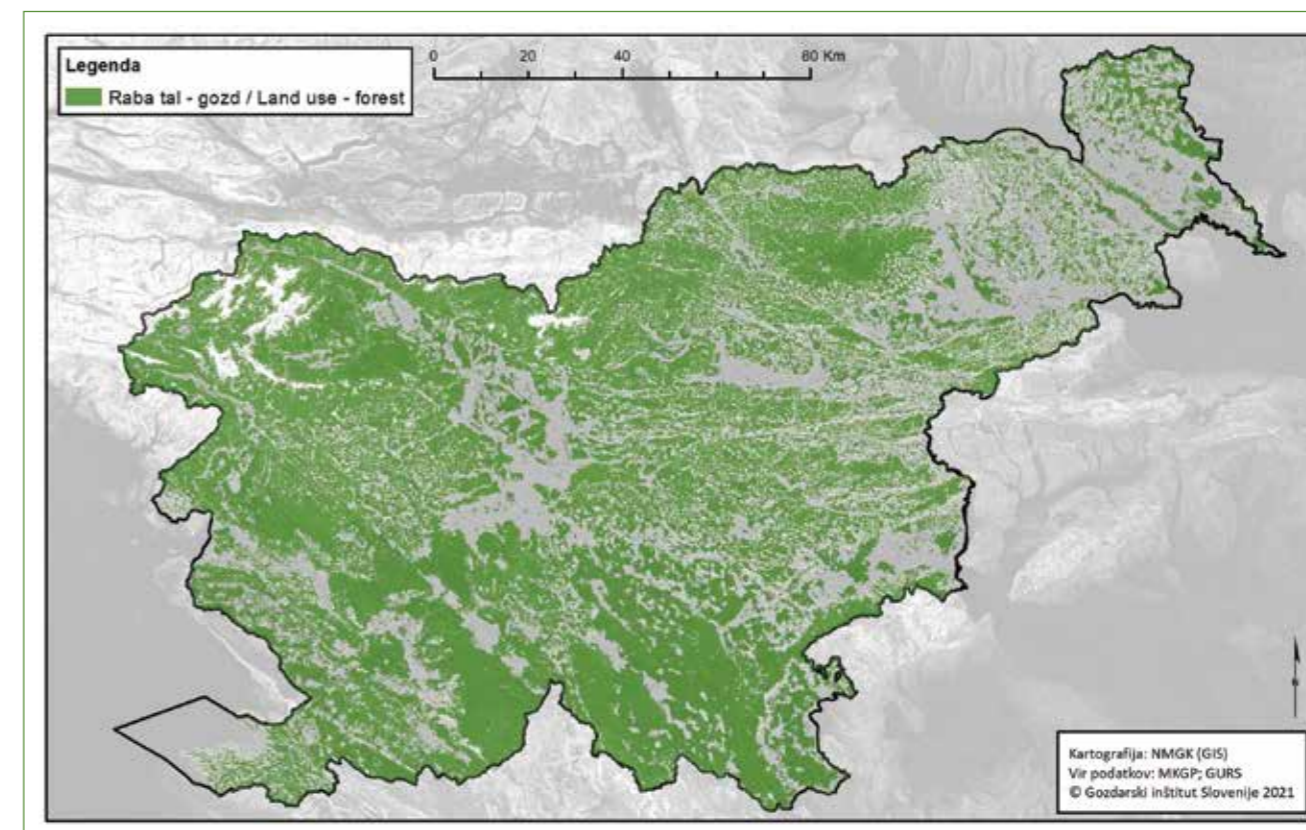 Legenda
Raba tal - gozd / Land use - forest
0 20 40 80 Km
Kartografija: NMGK (GIS)
Vir podatkov: MKGP; GURS
© Gozdarski inštitut Slovenije 2021